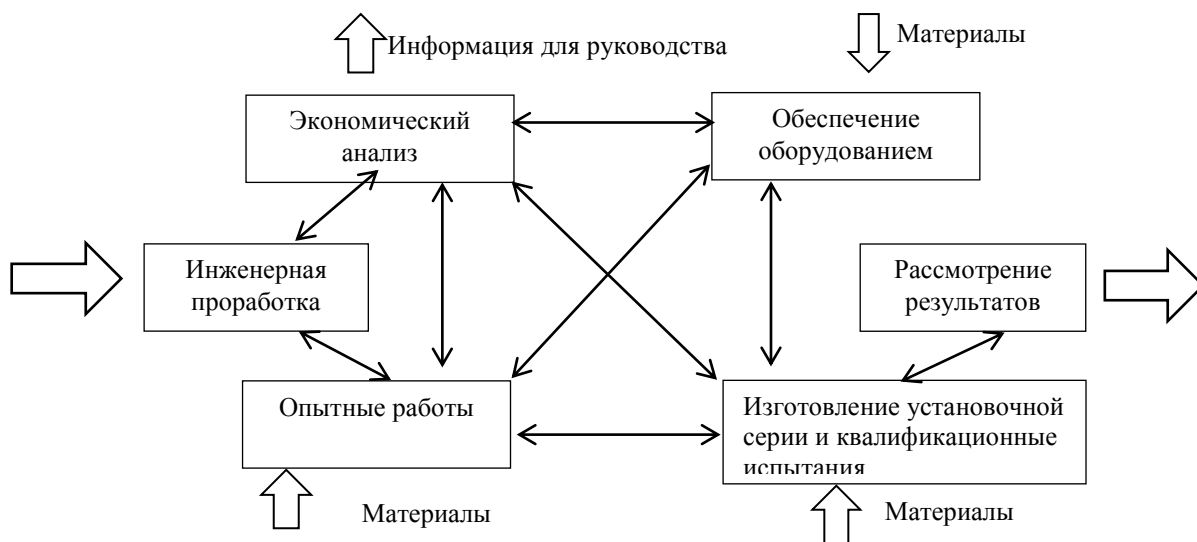 Информация для руководства
Материалы
Экономический
анализ
Обеспечение
оборудованием
Инженерная
проработка
Рассмотрение
результатов
Опытные работы
Изготовление установочной
серии и квалификационные
испытания
Материалы
Материалы